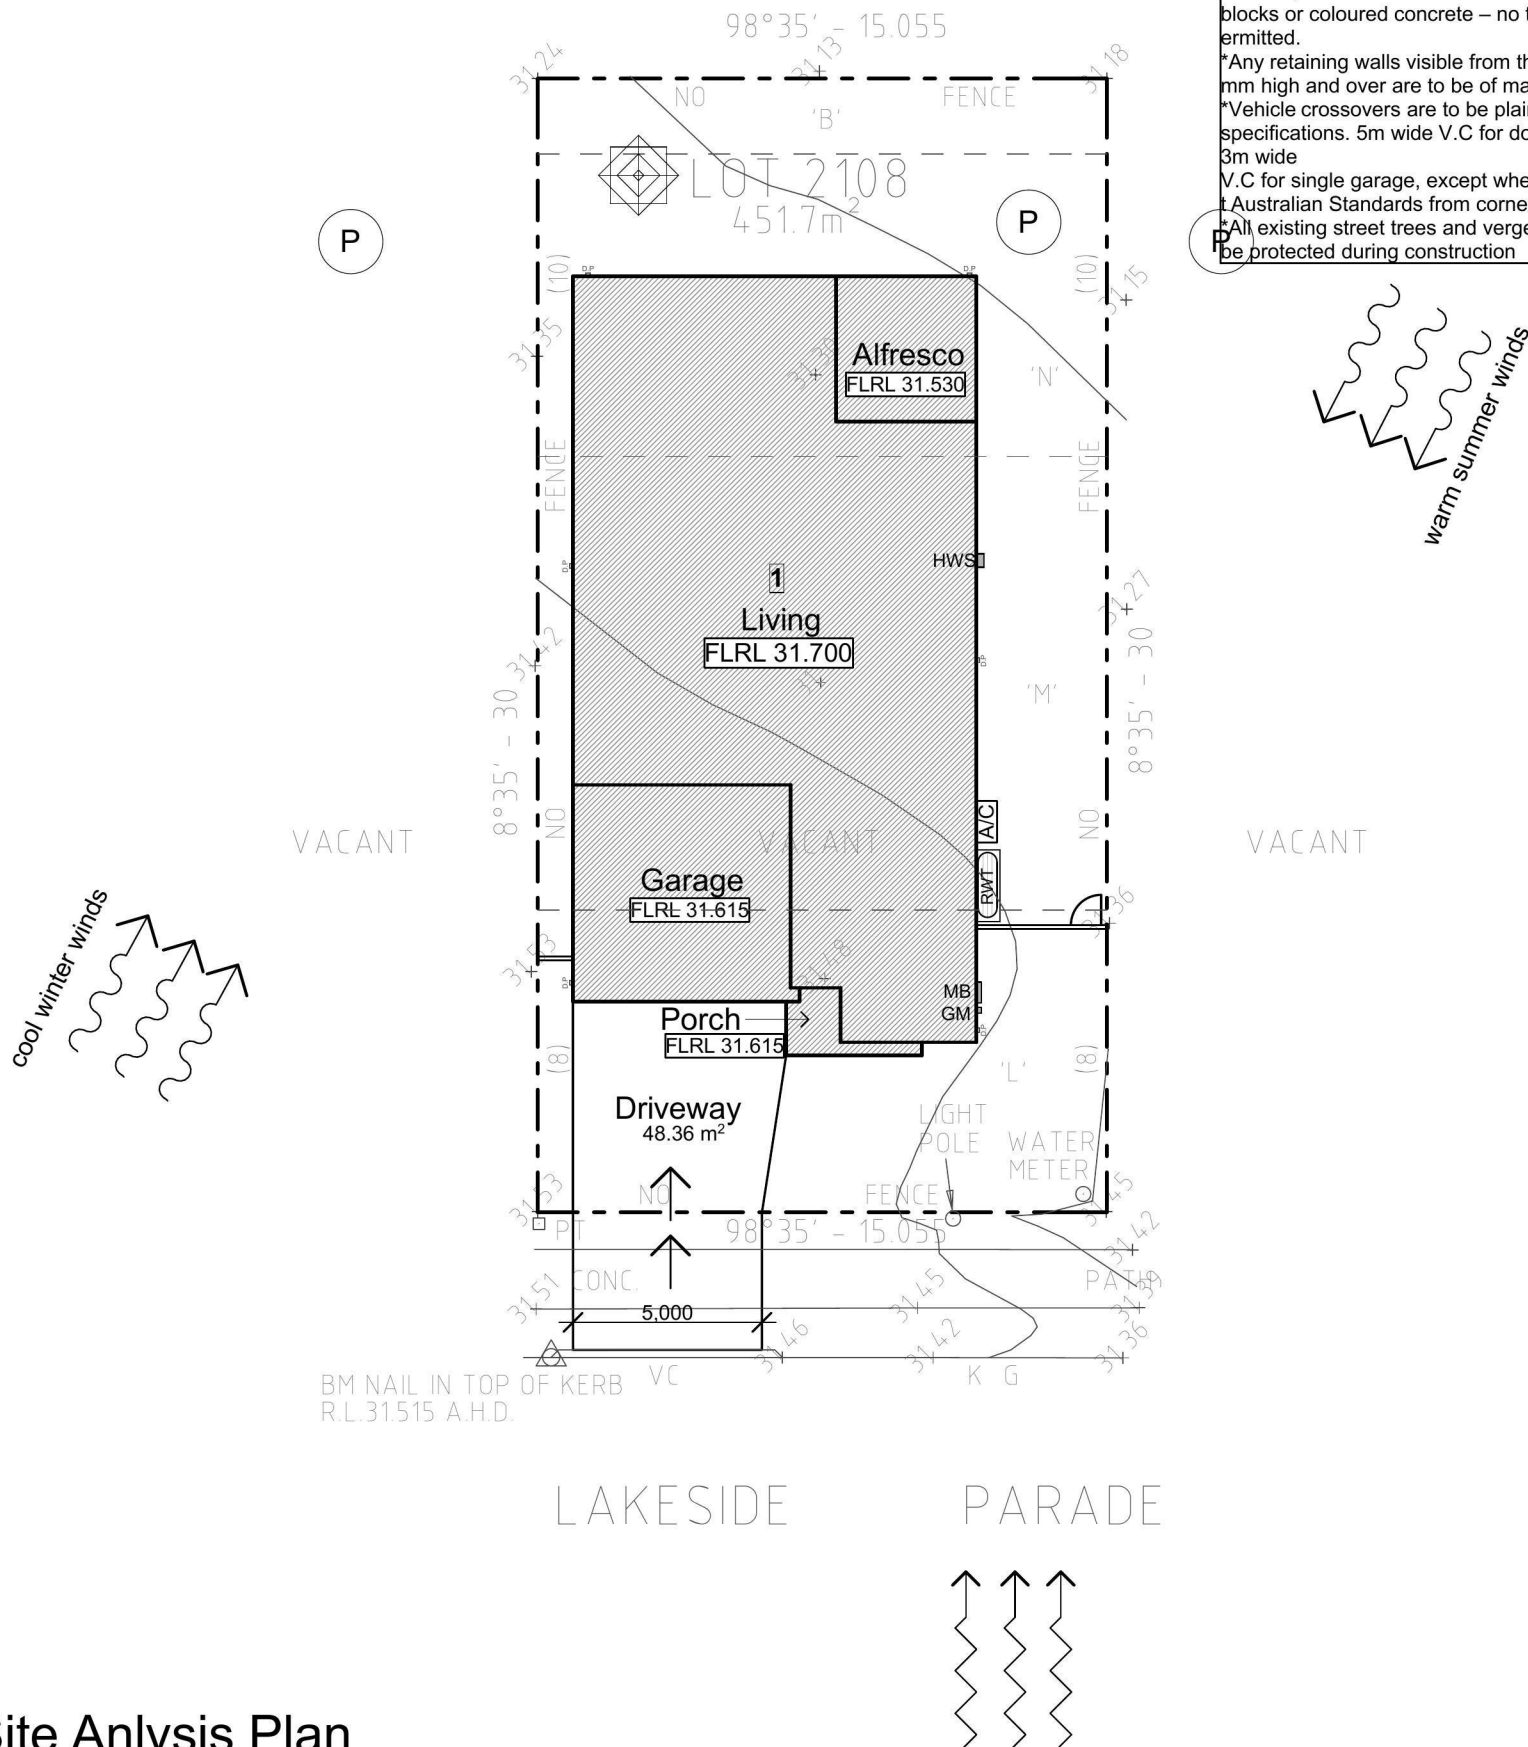 98°35' - 15.055
blocks or coloured concrete – no
ermitted.
*Any retaining walls visible from
mm high and over are to be of
*Vehicle crossovers are to be
specifications. 5m wide V.C for
3m wide
V.C for single garage, except
t Australian Standards from
*All existing street trees and
be protected during construction
31.24
31.13
31.18
NO
FENCE
'B'
LOT 2108
451.7m²
P
P
P
D.P
D.P
(10)
(10)
31.15
31.35
Alfresco
FLRL 31.530
'N'
warm summer winds
FENCE
FENCE
HWS
D.P
1
Living
FLRL 31.700
31.27
31.42
D.P
8°35' - 30
8°35' - 30
'M'
NO
NO
A/C
VACANT
VACANT
VACANT
RWT
Garage
FLRL 31.615
31.36
cool winter winds
31.53
31.48
D.P
MB
GM
D.P
Porch
FLRL 31.615
(8)
(8)
'L'
Driveway
48.36 m²
LIGHT
POLE
WATER
METER
31.53
NO
FENCE
31.45
PT
98°35' - 15.055
31.42
CONC.
PATH
31.51
31.45
31.39
5,000
31.46
31.42
31.36
VC
K G
BM NAIL IN TOP OF KERB
R.L.31.515 A.H.D.
LAKESIDE PARADE
Anlysis Plan